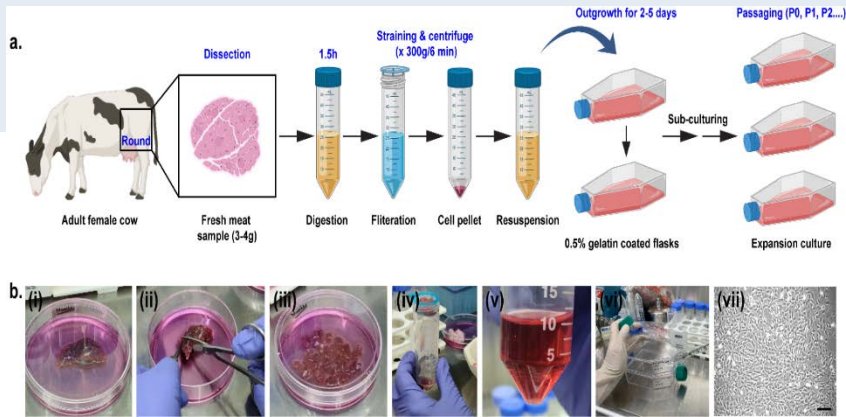 a.
Dissection
1.5h
Straining & centrifuge
(x 300g/6 min)
Outgrowth for 2-5 days
Passaging (P0, P1, P2....)
Round
Sub-culturing
Adult female cow
Fresh meat
sample (3-4g)
Digestion
Fliteration
Cell pellet
Resuspension
0.5% gelatin coated flasks
Expansion culture
b.
(i)
(ii)
(iii)
(iv)
(v)
(vi)
(vii)
15
10
5